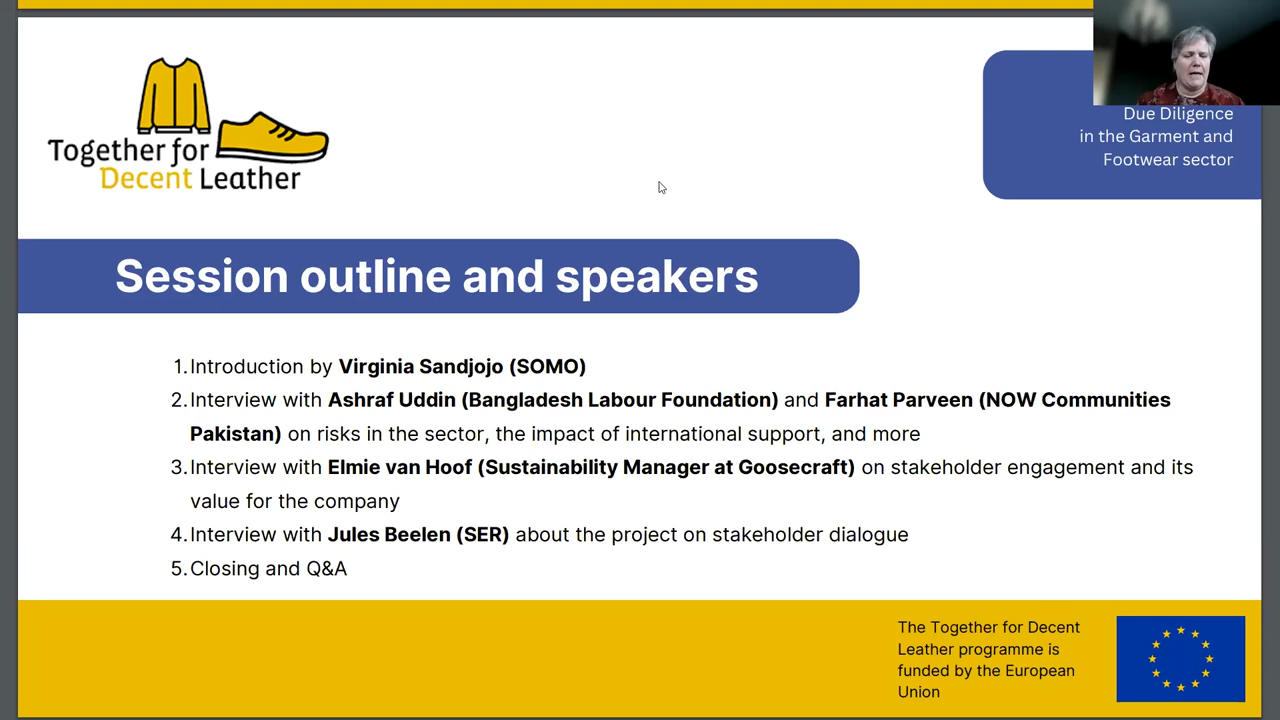 Together for
Decent Leather
Due Diligence
in the Garment and
Footwear sector
Session outline and speakers
1. Introduction by Virginia Sandjojo (SOMO)
2. Interview with Ashraf Uddin (Bangladesh Labour Foundation) and Farhat Parveen (NOW Communities
Pakistan) on risks in the sector, the impact of international support, and more
3. Interview with Elmie van Hoof (Sustainability Manager at Goosecraft) on stakeholder engagement and its
value for the company
4. Interview with Jules Beelen (SER) about the project on stakeholder dialogue
5. Closing and Q&A
The Together for Decent
Leather programme is
funded by the European
Union